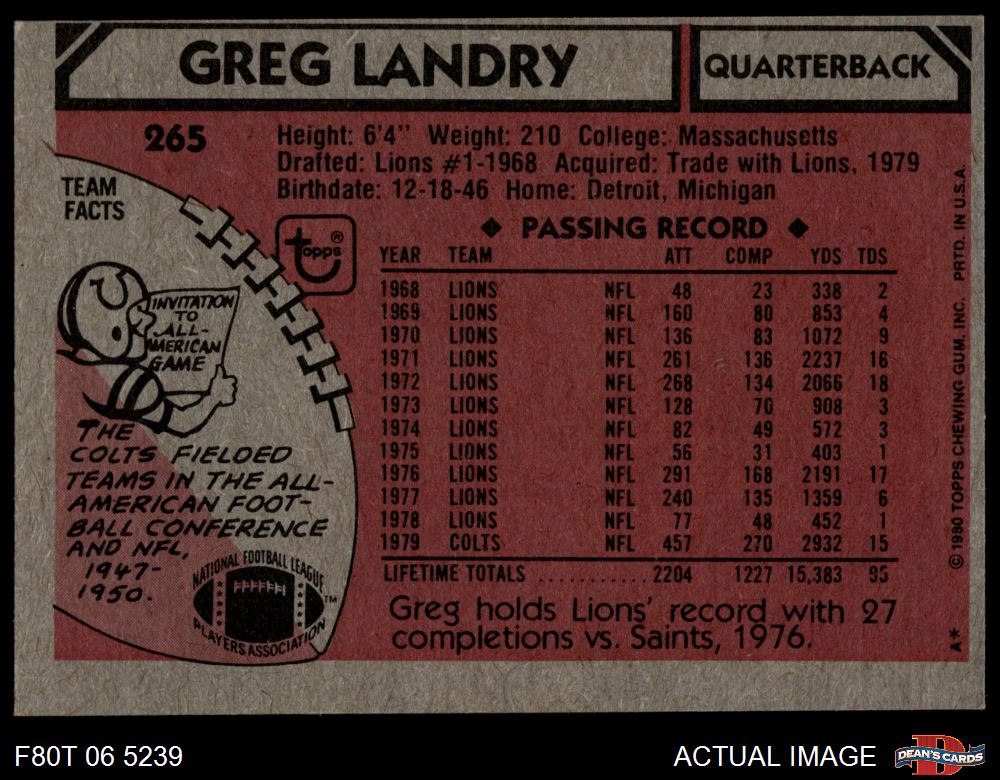 GREG LANDRY QUARTERBACK
265
Height: 6'4" Weight: 210 College: Massachusetts
Drafted: Lions #1-1968 Acquired: Trade with Lions, 1979
Birthdate: 12-18-46 Home: Detroit, Michigan
TEAM
FACTS
Topps ®
◆ PASSING RECORD ◆
YEAR TEAM ATT COMP YDS TDS
1968 LIONS NFL 48 23 338 2
1969 LIONS NFL 160 80 853 4
1970 LIONS NFL 136 83 1072 9
1971 LIONS NFL 261 136 2237 16
1972 LIONS NFL 268 134 2066 18
1973 LIONS NFL 128 70 908 3
1974 LIONS NFL 82 49 572 3
1975 LIONS NFL 56 31 403 1
1976 LIONS NFL 291 168 2191 17
1977 LIONS NFL 240 135 1359 6
1978 LIONS NFL 77 48 452 1
1979 COLTS NFL 457 270 2932 15
LIFETIME TOTALS ........... 2204 1227 15,383 95
Greg holds Lions' record with 27
completions vs. Saints, 1976.
INVITATION
TO
ALL-
AMERICAN
GAME
THE
COLTS FIELDED
TEAMS IN THE ALL-
AMERICAN FOOT-
BALL CONFERENCE
AND NFL,
1947-
1950.
NATIONAL FOOTBALL LEAGUE
PLAYERS ASSOCIATION
TM
© 1980 TOPPS CHEWING GUM, INC. PRTD. IN U.S.A.
A*
F80T 06 5239
ACTUAL IMAGE
D
DEAN'S CARDS